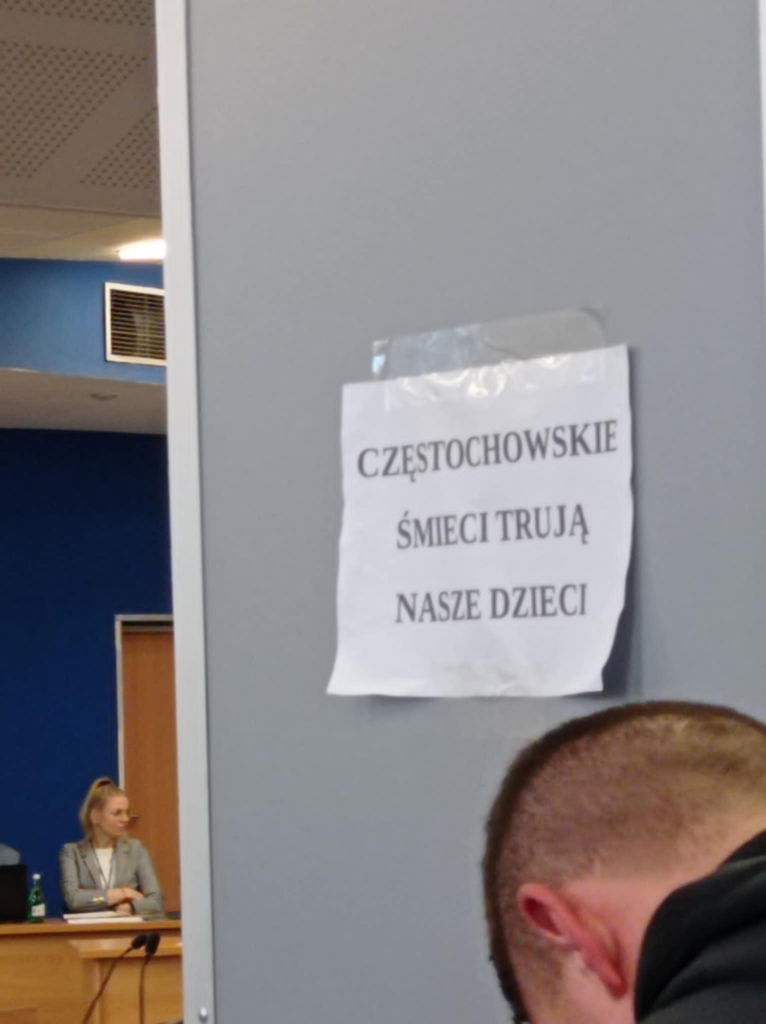 CZĘSTOCHOWSKIE
ŚMIECI TRUJĄ
NASZE DZIECI